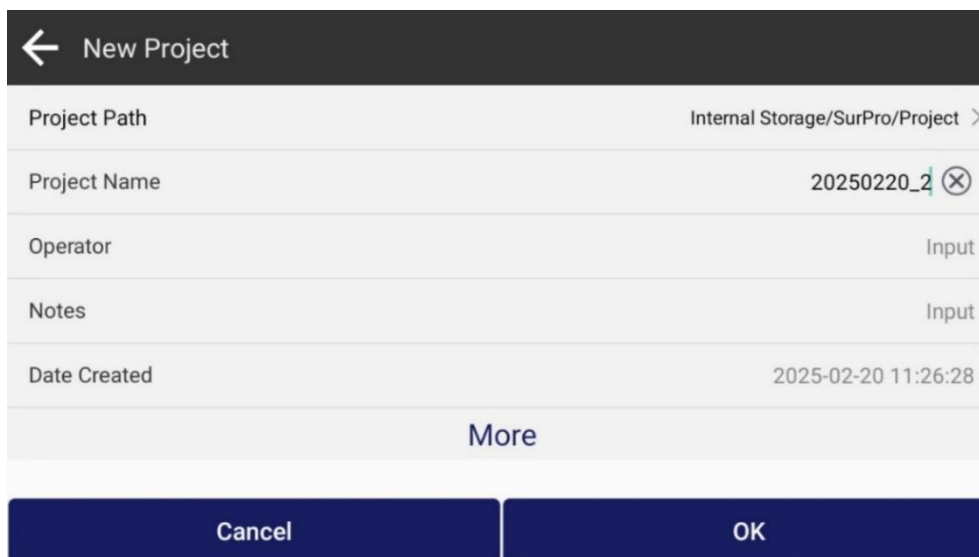 New Project
Project Path Internal Storage/SurPro/Project
Project Name 20250220_2
Operator Input
Notes Input
Date Created 2025-02-20 11:26:28
More
Cancel OK